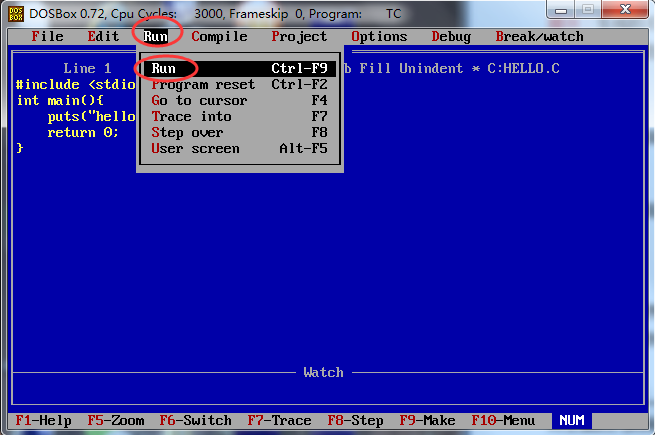 DOSBox 0.72, Cpu Cycles: 3000, Frameskip 0, Program: TC
File Edit Run Compile Project Options Debug Break/watch
Line 1 b Fill Unindent * C:HELLO.C
Run Ctrl-F9
Program reset Ctrl-F2
Go to cursor F4
Trace into F7
Step over F8
User screen Alt-F5
#include <stdio
int main(){
puts("hello
return 0;
}
Watch
F1-Help F5-Zoom F6-Switch F7-Trace F8-Step F9-Make F10-Menu NUM